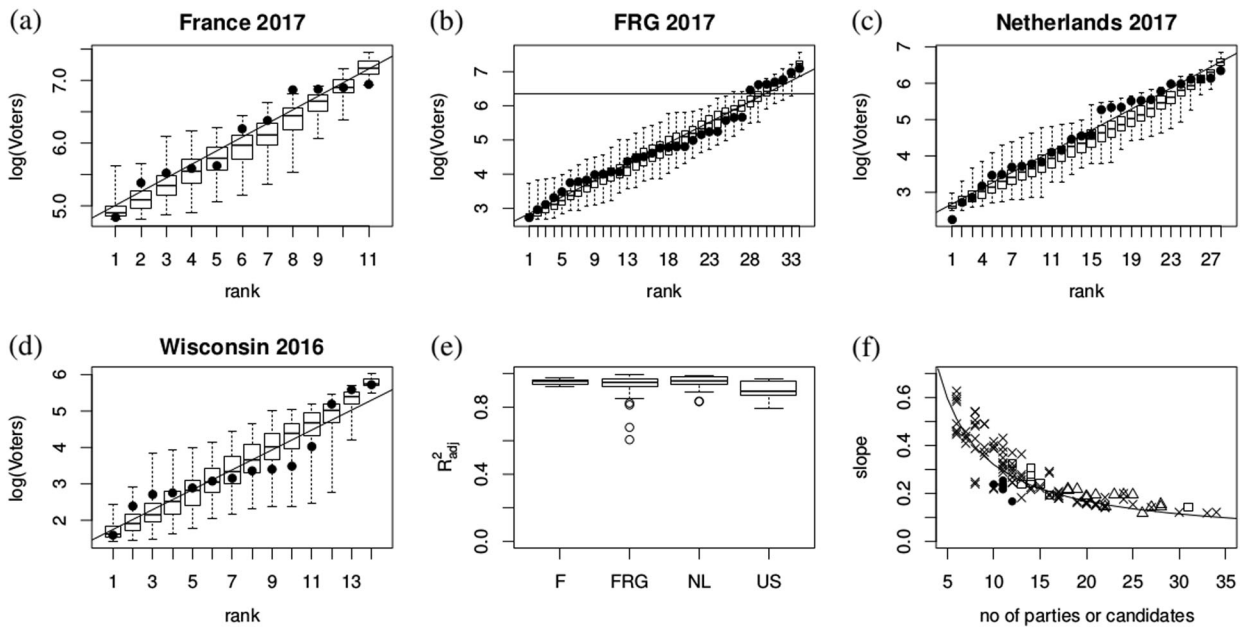 (a) France 2017
log(Voters)
5.0 6.0 7.0
1 2 3 4 5 6 7 8 9 11
rank
(b) FRG 2017
log(Voters)
3 4 5 6 7
1 5 9 13 18 23 28 33
rank
(c) Netherlands 2017
log(Voters)
3 4 5 6 7
1 4 7 11 15 19 23 27
rank
(d) Wisconsin 2016
log(Voters)
2 3 4 5 6
1 3 5 7 9 11 13
rank
(e)
R²adj
0.0 0.4 0.8
F FRG NL US
(f)
slope
0.0 0.2 0.4 0.6
5 10 15 20 25 30 35
no of parties or candidates